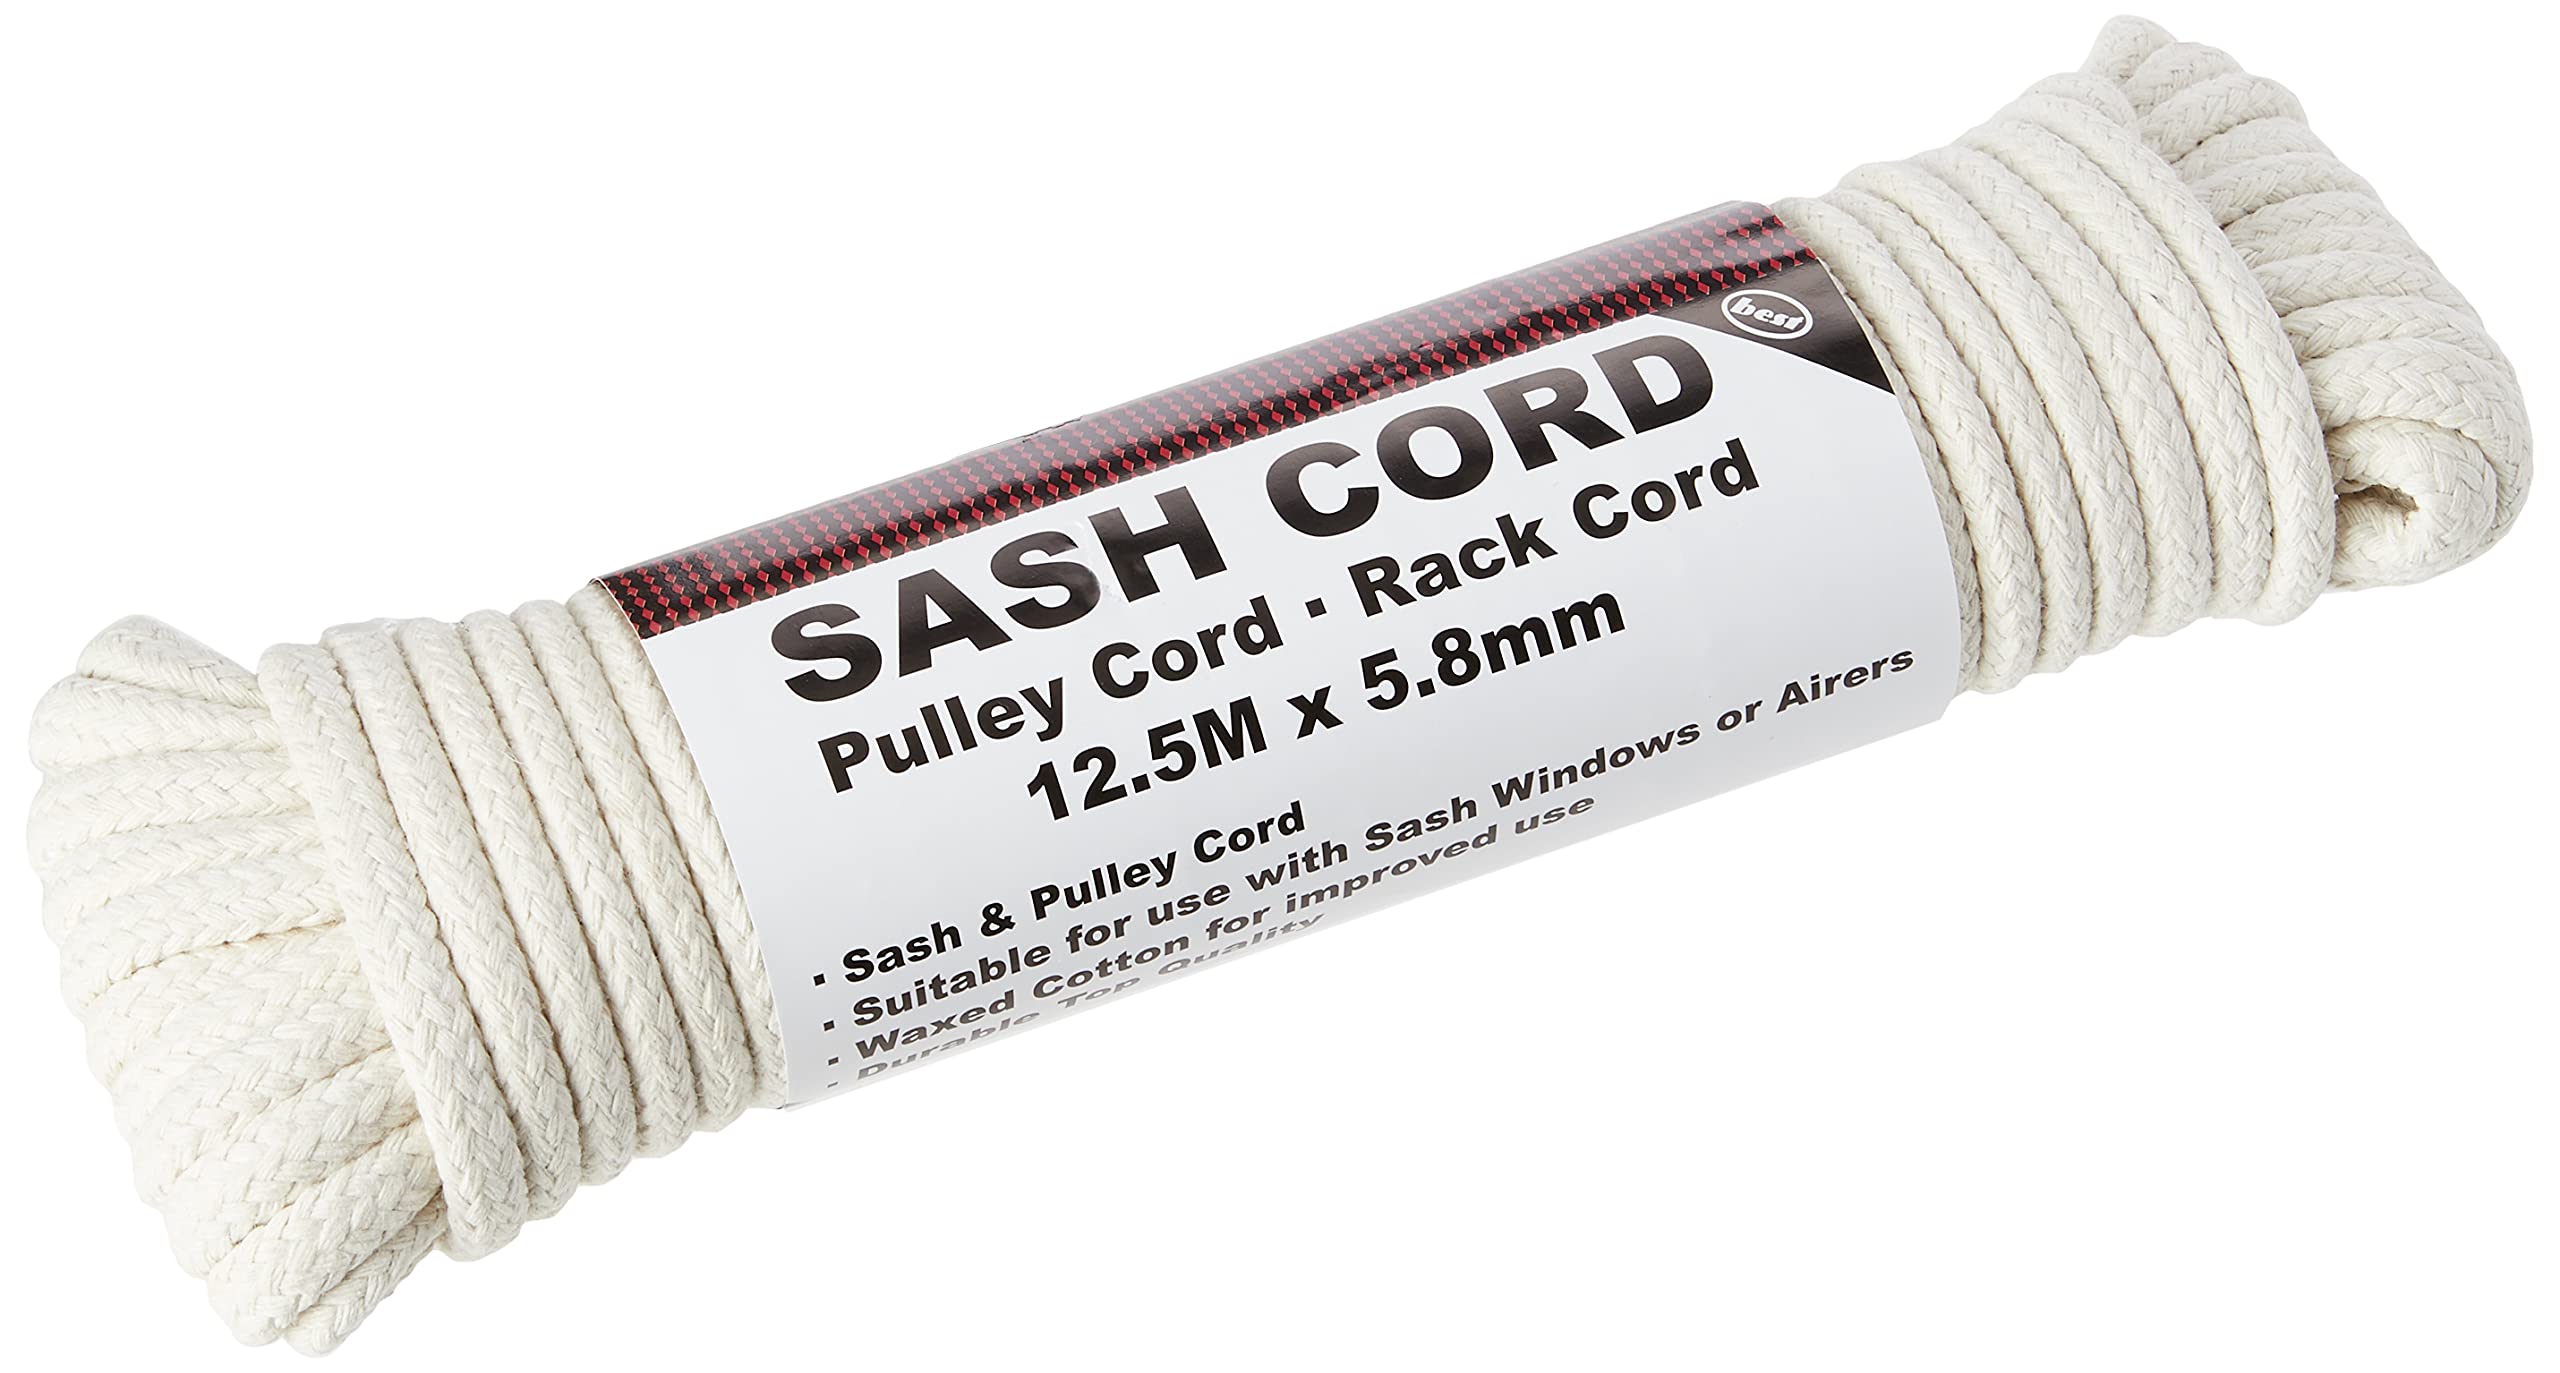 best
SASH CORD
Pulley Cord · Rack Cord
12.5M x 5.8mm
· Sash & Pulley Cord
· Suitable for use with Sash Windows or Airers
· Waxed Cotton for improved use
· Durable Top Quality